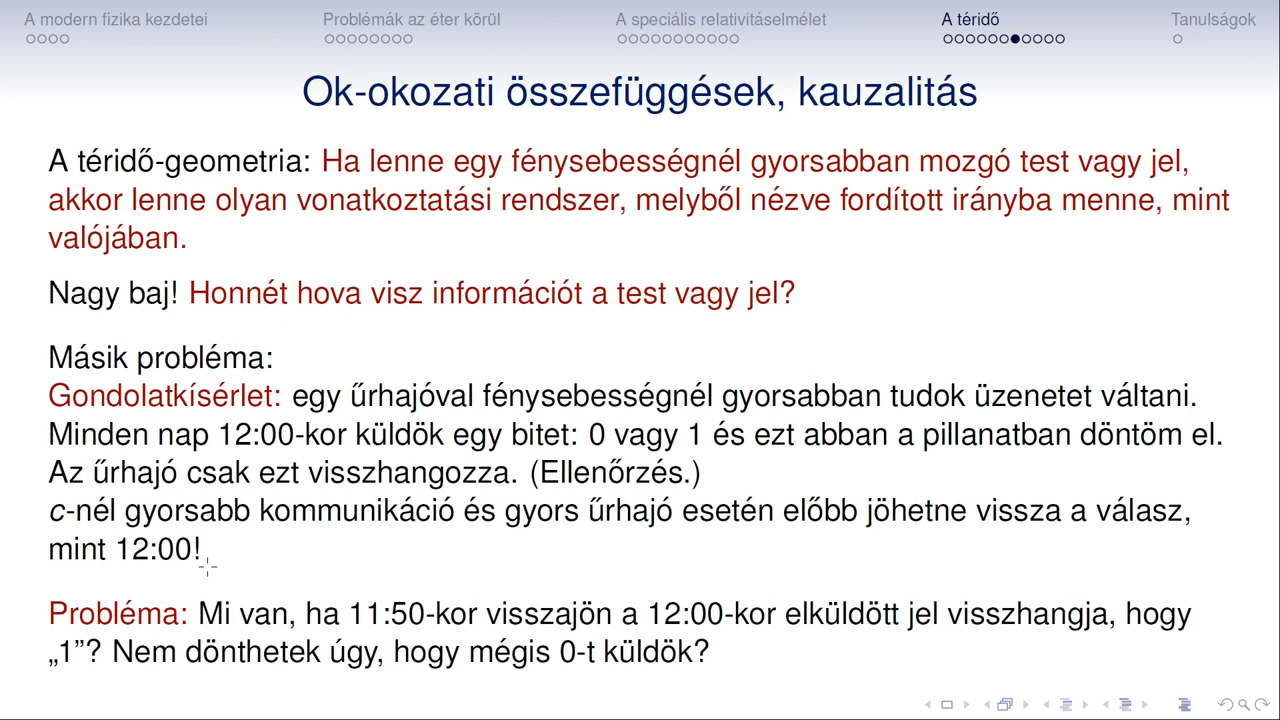 A modern fizika kezdetei
Problémák az éter körül
A speciális relativitáselmélet
A téridő
Tanulságok
Ok-okozati összefüggések, kauzalitás
A téridő-geometria: Ha lenne egy fénysebességnél gyorsabban mozgó test vagy jel,
akkor lenne olyan vonatkoztatási rendszer, melyből nézve fordított irányba menne, mint
valójában.
Nagy baj! Honnét hova visz információt a test vagy jel?
Másik probléma:
Gondolatkísérlet: egy űrhajóval fénysebességnél gyorsabban tudok üzenetet váltani.
Minden nap 12:00-kor küldök egy bitet: 0 vagy 1 és ezt abban a pillanatban döntöm el.
Az űrhajó csak ezt visszhangozza. (Ellenőrzés.)
c-nél gyorsabb kommunikáció és gyors űrhajó esetén előbb jöhetne vissza a válasz,
mint 12:00!
Probléma: Mi van, ha 11:50-kor visszajön a 12:00-kor elküldött jel visszhangja, hogy
„1”? Nem dönthetek úgy, hogy mégis 0-t küldök?